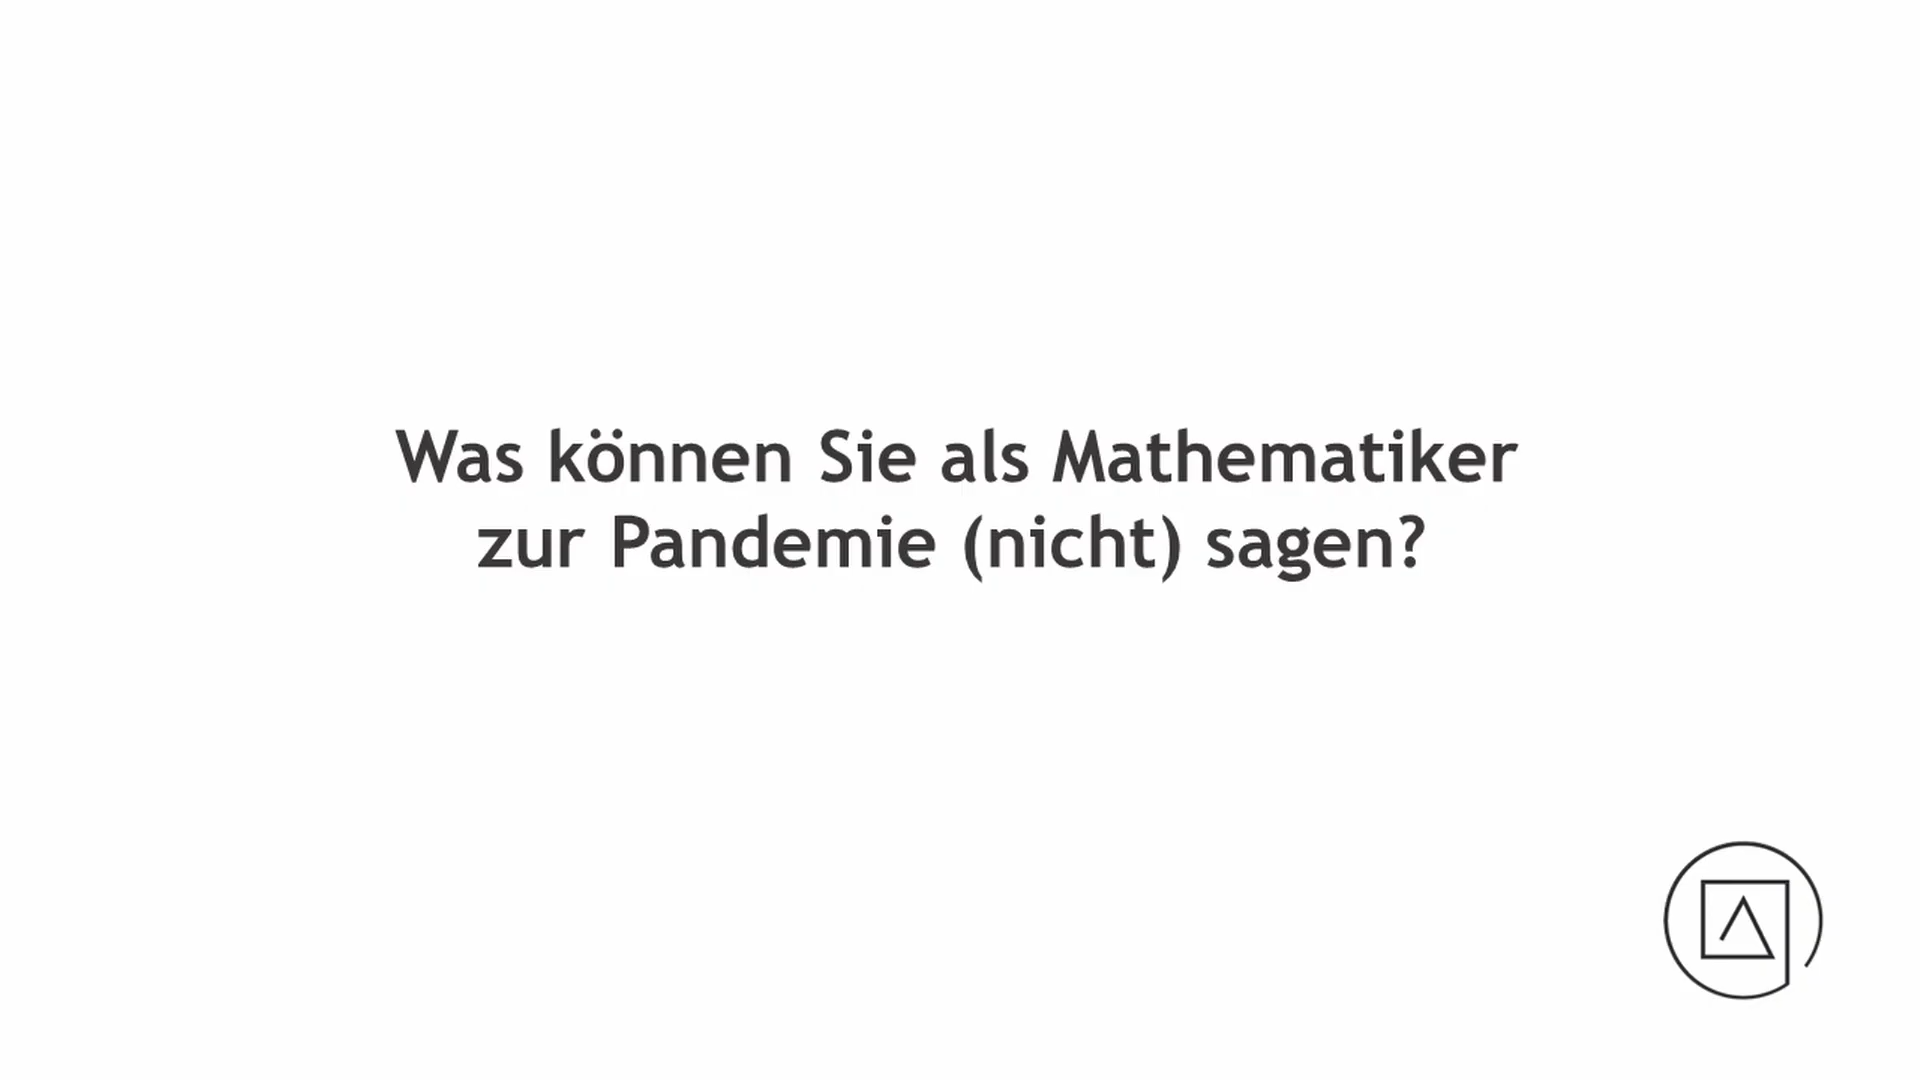 Was können Sie als Mathematiker
zur Pandemie (nicht) sagen?